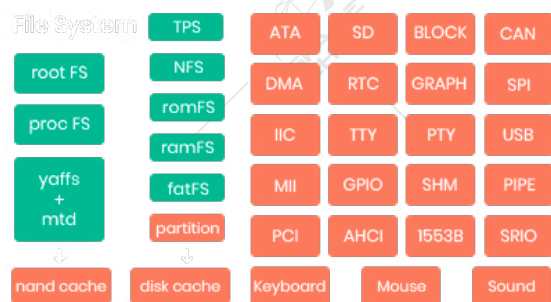 File System
TPS
root FS
NFS
proc FS
romFS
ramFS
yaffs
+
mtd
fatFS
partition
nand cache
disk cache
ATA SD BLOCK CAN
DMA RTC GRAPH SPI
IIC TTY PTY USB
MII GPIO SHM PIPE
PCI AHCI 1553B SRIO
Keyboard Mouse Sound